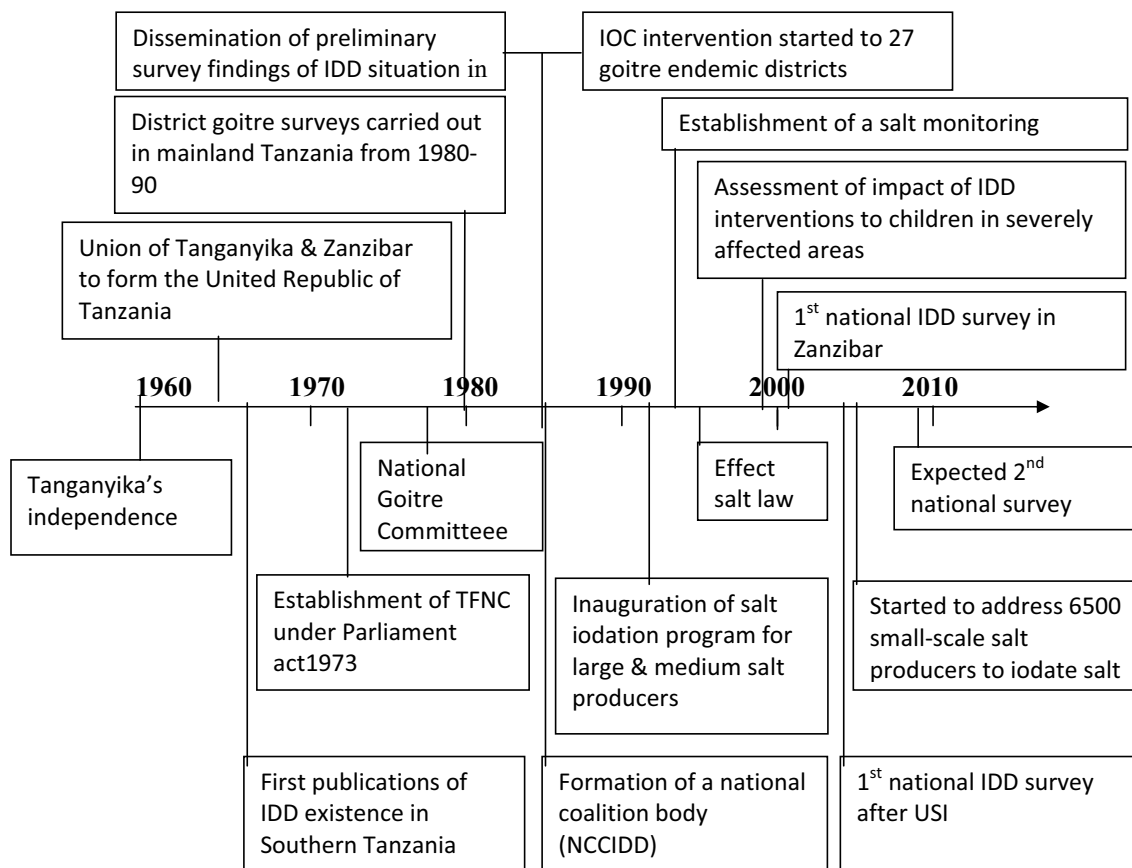 Dissemination of preliminary
survey findings of IDD situation in
IOC intervention started to 27
goitre endemic districts
District goitre surveys carried out
in mainland Tanzania from 1980-
90
Establishment of a salt monitoring
Assessment of impact of IDD
interventions to children in severely
affected areas
Union of Tanganyika & Zanzibar
to form the United Republic of
Tanzania
1st national IDD survey in
Zanzibar
1960 1970 1980 1990 2000 2010
Tanganyika’s
independence
National
Goitre
Committeee
Effect
salt law
Expected 2nd
national survey
Establishment of TFNC
under Parliament
act1973
Inauguration of salt
iodation program for
large & medium salt
producers
Started to address 6500
small-scale salt
producers to iodate salt
First publications of
IDD existence in
Southern Tanzania
Formation of a national
coalition body
(NCCIDD)
1st national IDD survey
after USI